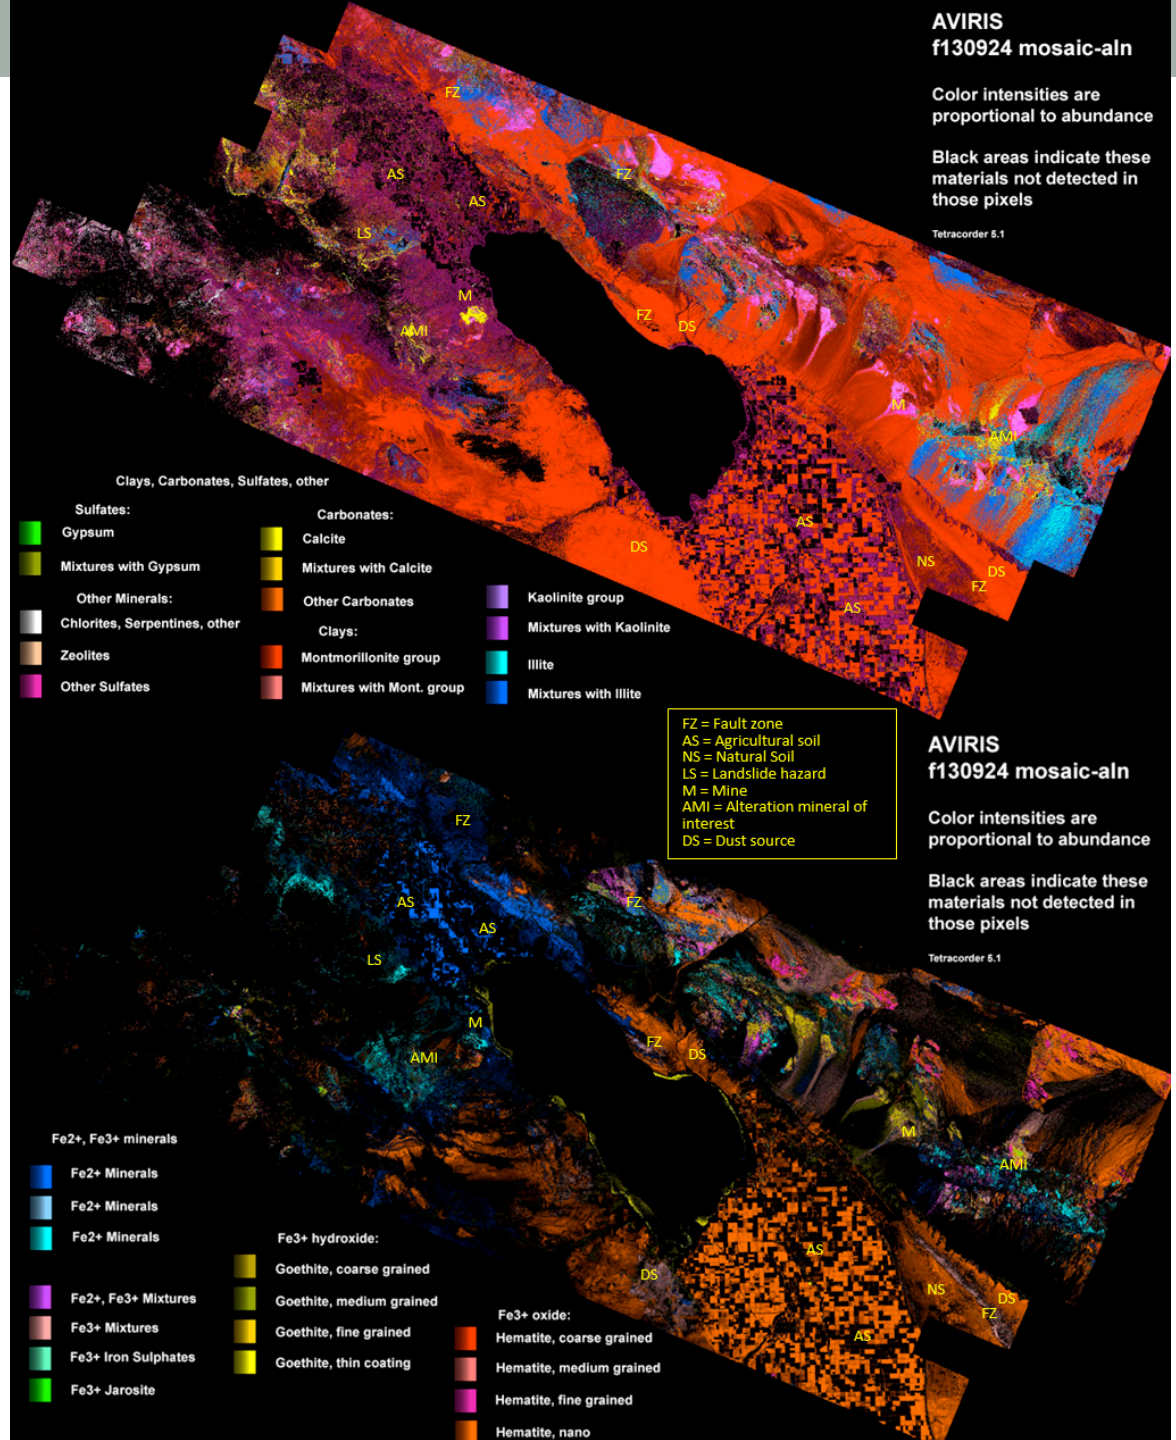 AVIRIS
f130924 mosaic-aln
Color intensities are
proportional to abundance
Black areas indicate these
materials not detected in
those pixels
Tetracorder 5.1
FZ
AS
FZ
AS
LS
M
FZ
DS
AMI
M
AMI
AS
DS
NS
DS
FZ
AS
Clays, Carbonates, Sulfates, other
Sulfates:
Gypsum
Mixtures with Gypsum
Other Minerals:
Chlorites, Serpentines, other
Zeolites
Other Sulfates
Carbonates:
Calcite
Mixtures with Calcite
Other Carbonates
Clays:
Montmorillonite group
Mixtures with Mont. group
Kaolinite group
Mixtures with Kaolinite
Illite
Mixtures with Illite
FZ = Fault zone
AS = Agricultural soil
NS = Natural Soil
LS = Landslide hazard
M = Mine
AMI = Alteration mineral of
interest
DS = Dust source
AVIRIS
f130924 mosaic-aln
Color intensities are
proportional to abundance
Black areas indicate these
materials not detected in
those pixels
Tetracorder 5.1
FZ
AS
FZ
AS
LS
M
FZ
DS
AMI
M
AMI
AS
DS
NS
DS
FZ
AS
Fe2+, Fe3+ minerals
Fe2+ Minerals
Fe2+ Minerals
Fe2+ Minerals
Fe2+, Fe3+ Mixtures
Fe3+ Mixtures
Fe3+ Iron Sulphates
Fe3+ Jarosite
Fe3+ hydroxide:
Goethite, coarse grained
Goethite, medium grained
Goethite, fine grained
Goethite, thin coating
Fe3+ oxide:
Hematite, coarse grained
Hematite, medium grained
Hematite, fine grained
Hematite, nano